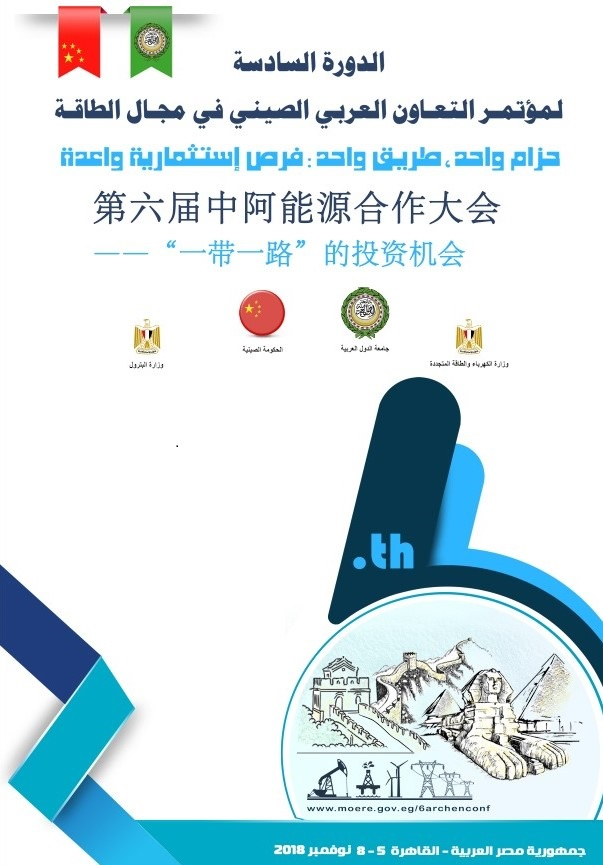 الدورة السادسة
لمؤتمر التعاون العربي الصيني في مجال الطاقة
حزام واحد، طريق واحد : فرص إستثمارية واعدة
第六届中阿能源合作大会
——“一带一路”的投资机会
وزارة البترول
الحكومة الصينية
جامعة الدول العربية
وزارة الكهرباء والطاقة المتجددة
.th
www.moere.gov.eg/6archenconf
جمهورية مصر العربية - القاهرة 5 - 8 نوفمبر 2018